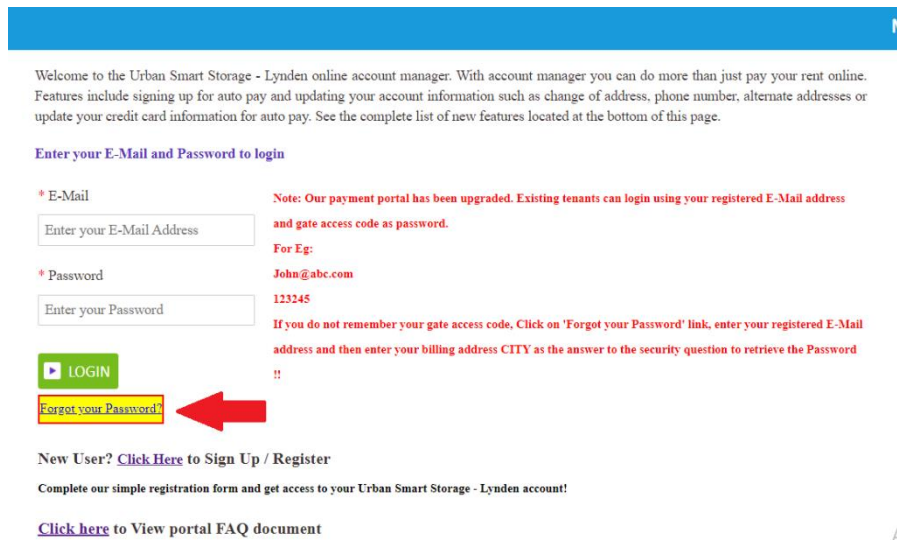 Welcome to the Urban Smart Storage - Lynden online account manager. With account manager you can do more than just pay your rent online.
Features include signing up for auto pay and updating your account information such as change of address, phone number, alternate addresses or
update your credit card information for auto pay. See the complete list of new features located at the bottom of this page.
Enter your E-Mail and Password to login
* E-Mail
Enter your E-Mail Address
* Password
Enter your Password
LOGIN
Forgot your Password?
Note: Our payment portal has been upgraded. Existing tenants can login using your registered E-Mail address
and gate access code as password.
For Eg:
John@abc.com
123245
If you do not remember your gate access code, Click on 'Forgot your Password' link, enter your registered E-Mail
address and then enter your billing address CITY as the answer to the security question to retrieve the Password
!!
New User? Click Here to Sign Up / Register
Complete our simple registration form and get access to your Urban Smart Storage - Lynden account!
Click here to View portal FAQ document